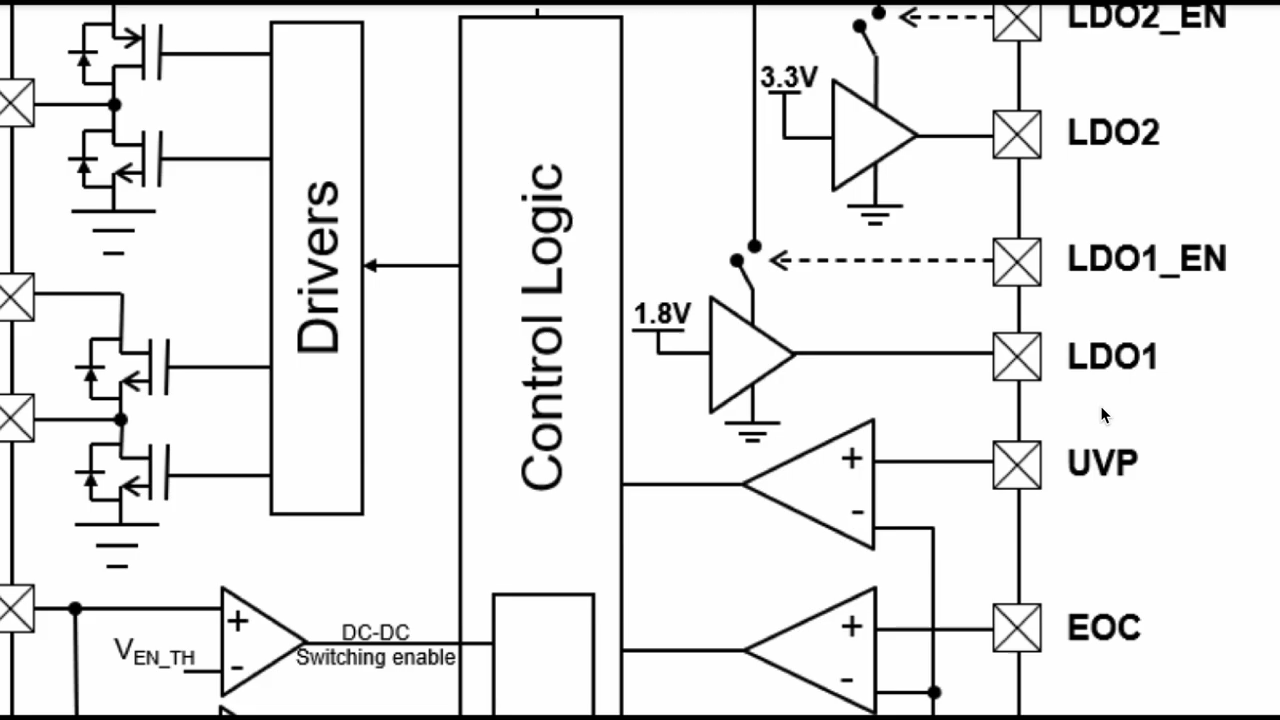 LDO2_EN
3.3V
LDO2
Drivers
Control Logic
LDO1_EN
1.8V
LDO1
+
UVP
-
+
DC-DC
+
EOC
VEN_TH
-
Switching enable
-